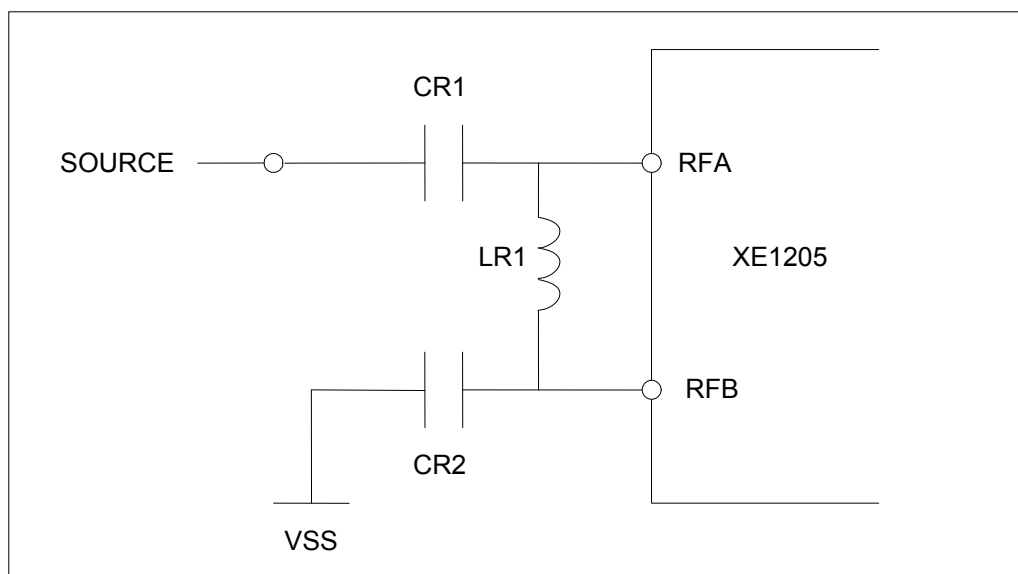 CR1
SOURCE
RFA
LR1
XE1205
RFB
CR2
VSS